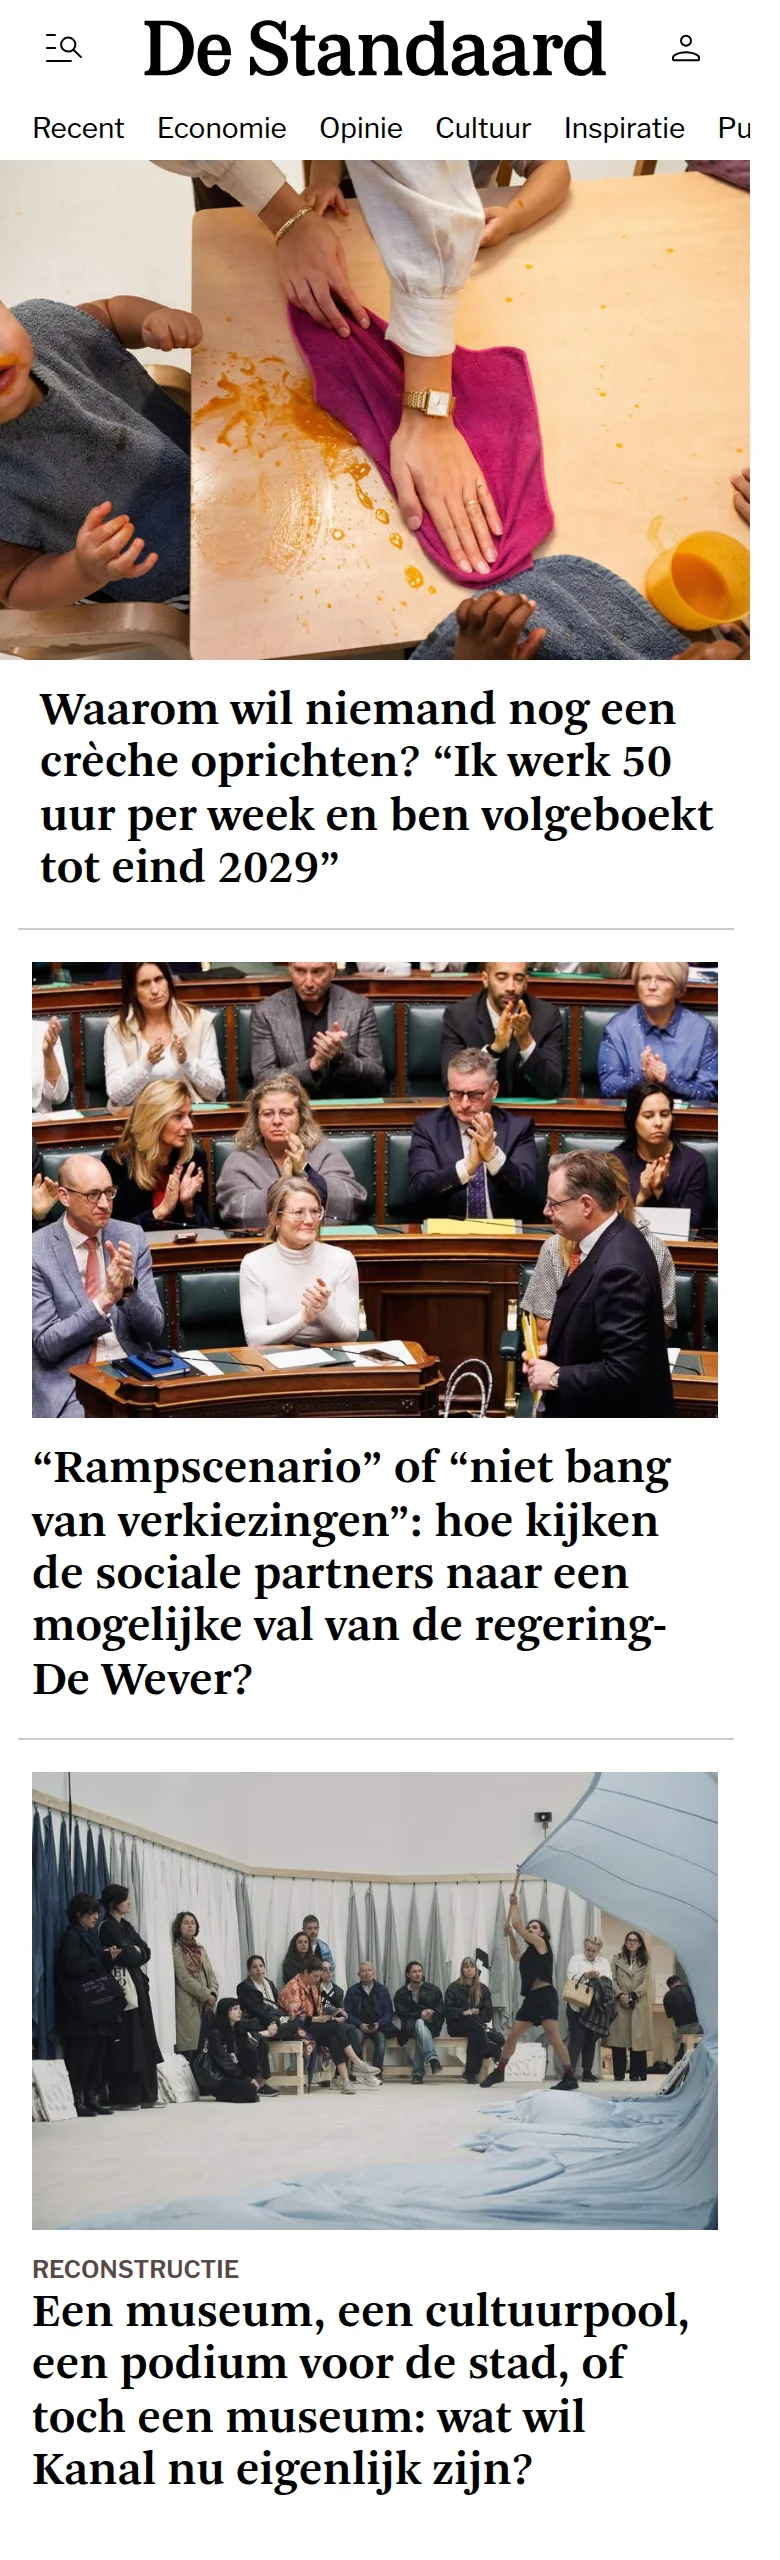 De Standaard
Recent Economie Opinie Cultuur Inspiratie Pu
Waarom wil niemand nog een
crèche oprichten? “Ik werk 50
uur per week en ben volgeboekt
tot eind 2029”
“Rampscenario” of “niet bang
van verkiezingen”: hoe kijken
de sociale partners naar een
mogelijke val van de regering-
De Wever?
RECONSTRUCTIE
Een museum, een cultuurpool,
een podium voor de stad, of
toch een museum: wat wil
Kanal nu eigenlijk zijn?